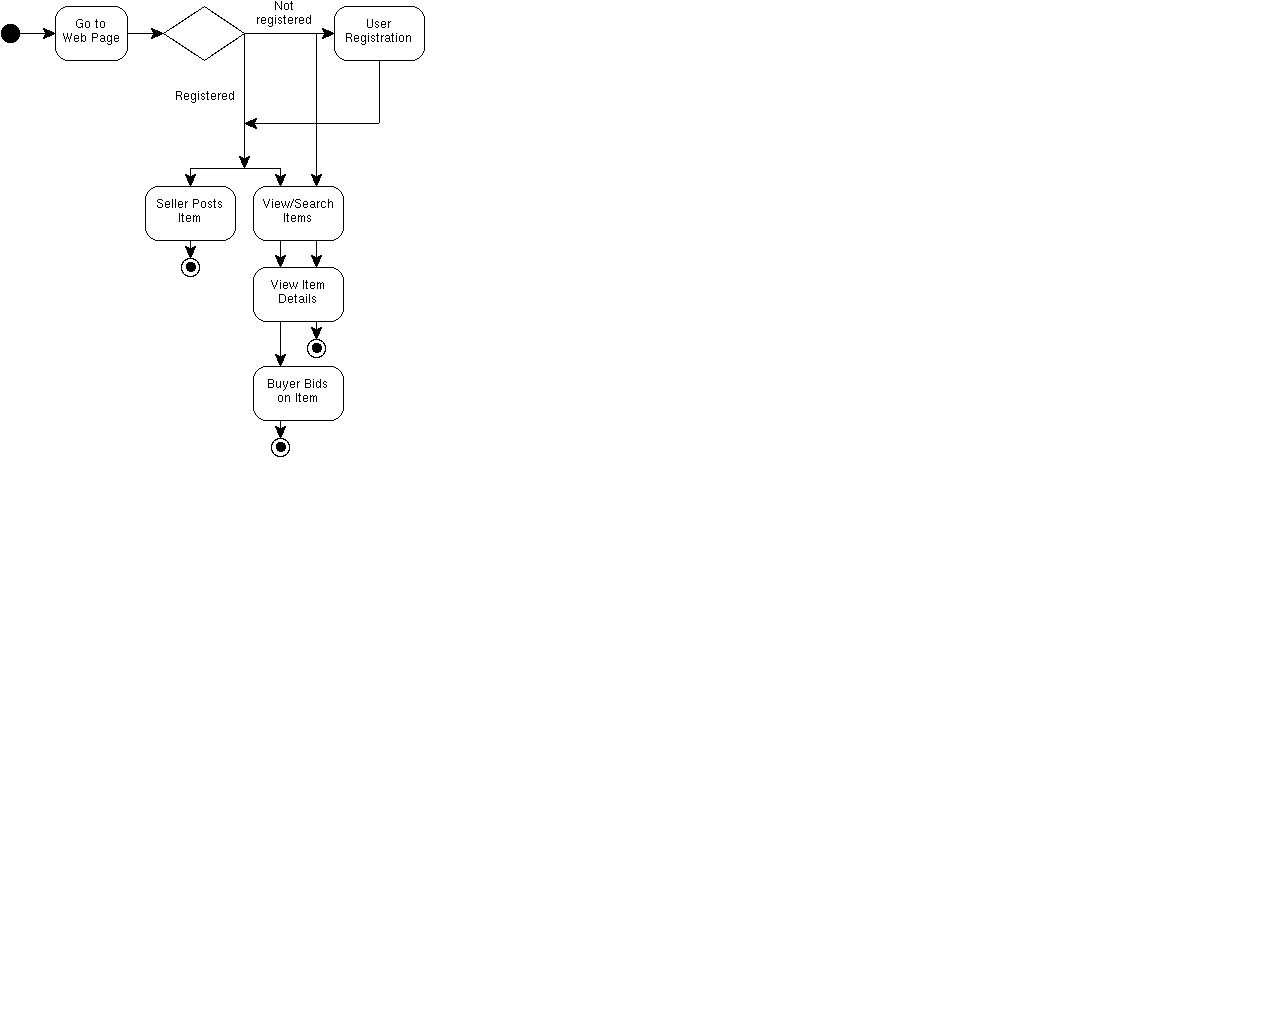 Go to
Web Page
Not
registered
User
Registration
Registered
Seller Posts
Item
View/Search
Items
View Item
Details
Buyer Bids
on Item